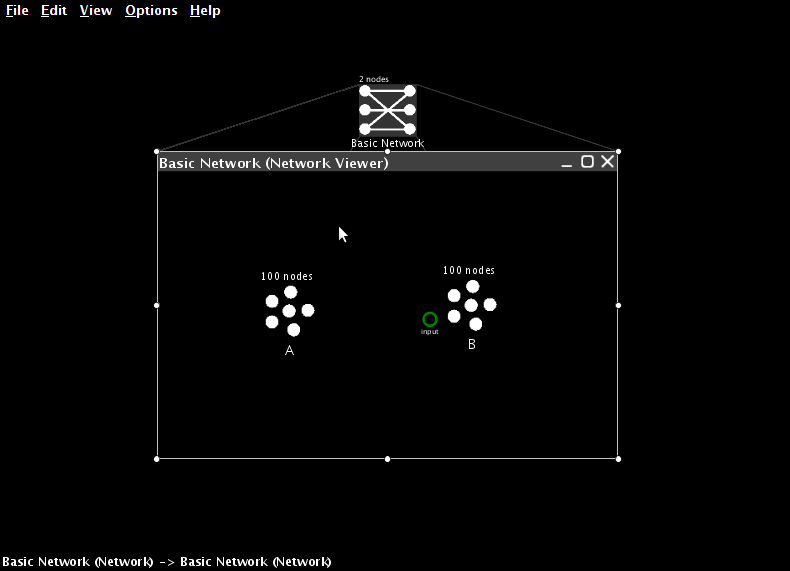 File Edit View Options Help
2 nodes
Basic Network
Basic Network (Network Viewer)
100 nodes
100 nodes
input
A
B
Basic Network (Network) -> Basic Network (Network)